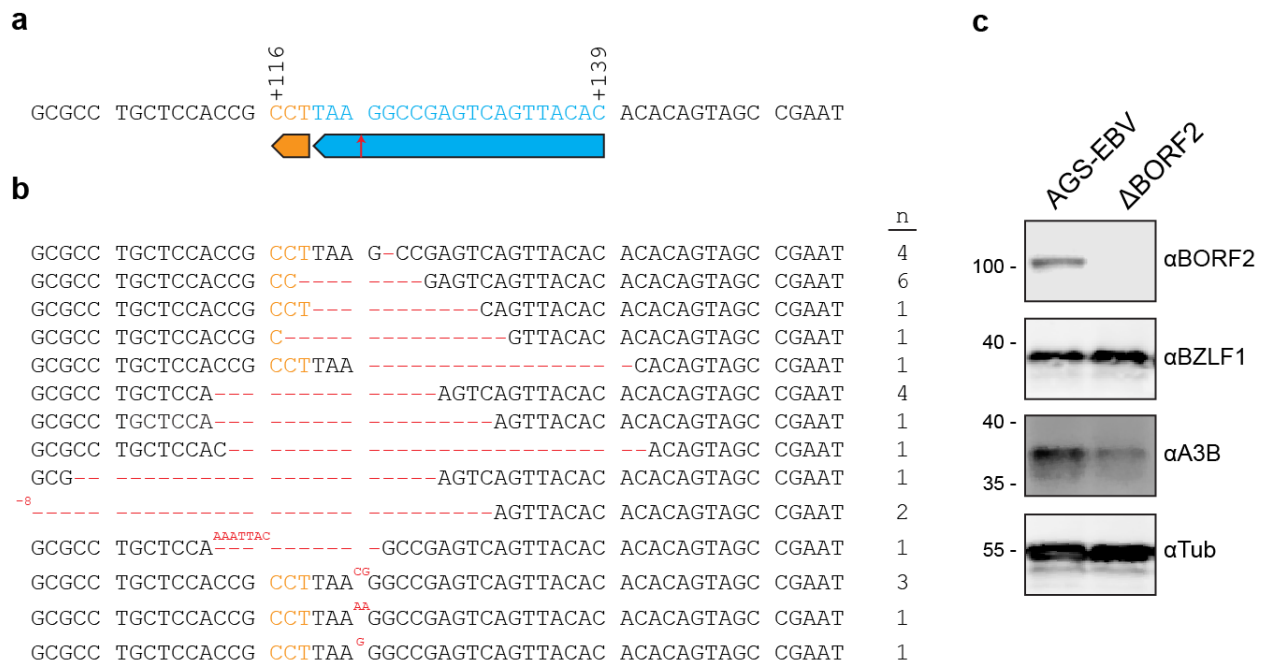 a
+116 +139
GCGCC TGCTCCACCG CCTTAA GGCCGAGTCAGTTACAC ACACAGTAGC CGAAT
b
n
GCGCC TGCTCCACCG CCTTAA G-CCGAGTCAGTTACAC ACACAGTAGC CGAAT 4
GCGCC TGCTCCACCG CC---- ----GAGTCAGTTACAC ACACAGTAGC CGAAT 6
GCGCC TGCTCCACCG CCT--- --------CAGTTACAC ACACAGTAGC CGAAT 1
GCGCC TGCTCCACCG C----- ----------GTTACAC ACACAGTAGC CGAAT 1
GCGCC TGCTCCACCG CCTTAA ----------------- -CACAGTAGC CGAAT 1
GCGCC TGCTCCA--- ------ -----AGTCAGTTACAC ACACAGTAGC CGAAT 4
GCGCC TGCTCCA--- ------ ---------AGTTACAC ACACAGTAGC CGAAT 1
GCGCC TGCTCCAC-- ------ ----------------- --ACAGTAGC CGAAT 1
GCG-- ---------- ------ -----AGTCAGTTACAC ACACAGTAGC CGAAT 1
-8
----- ---------- ------ ---------AGTTACAC ACACAGTAGC CGAAT 2
AAATTAC
GCGCC TGCTCCA--- ------ -GCCGAGTCAGTTACAC ACACAGTAGC CGAAT 1
CG
GCGCC TGCTCCACCG CCTTAA GGCCGAGTCAGTTACAC ACACAGTAGC CGAAT 3
AA
GCGCC TGCTCCACCG CCTTAA GGCCGAGTCAGTTACAC ACACAGTAGC CGAAT 1
G
GCGCC TGCTCCACCG CCTTAA GGCCGAGTCAGTTACAC ACACAGTAGC CGAAT 1
c
AGS-EBV
ΔBORF2
100 - αBORF2
40 - αBZLF1
40 - αA3B
35 -
55 - αTub